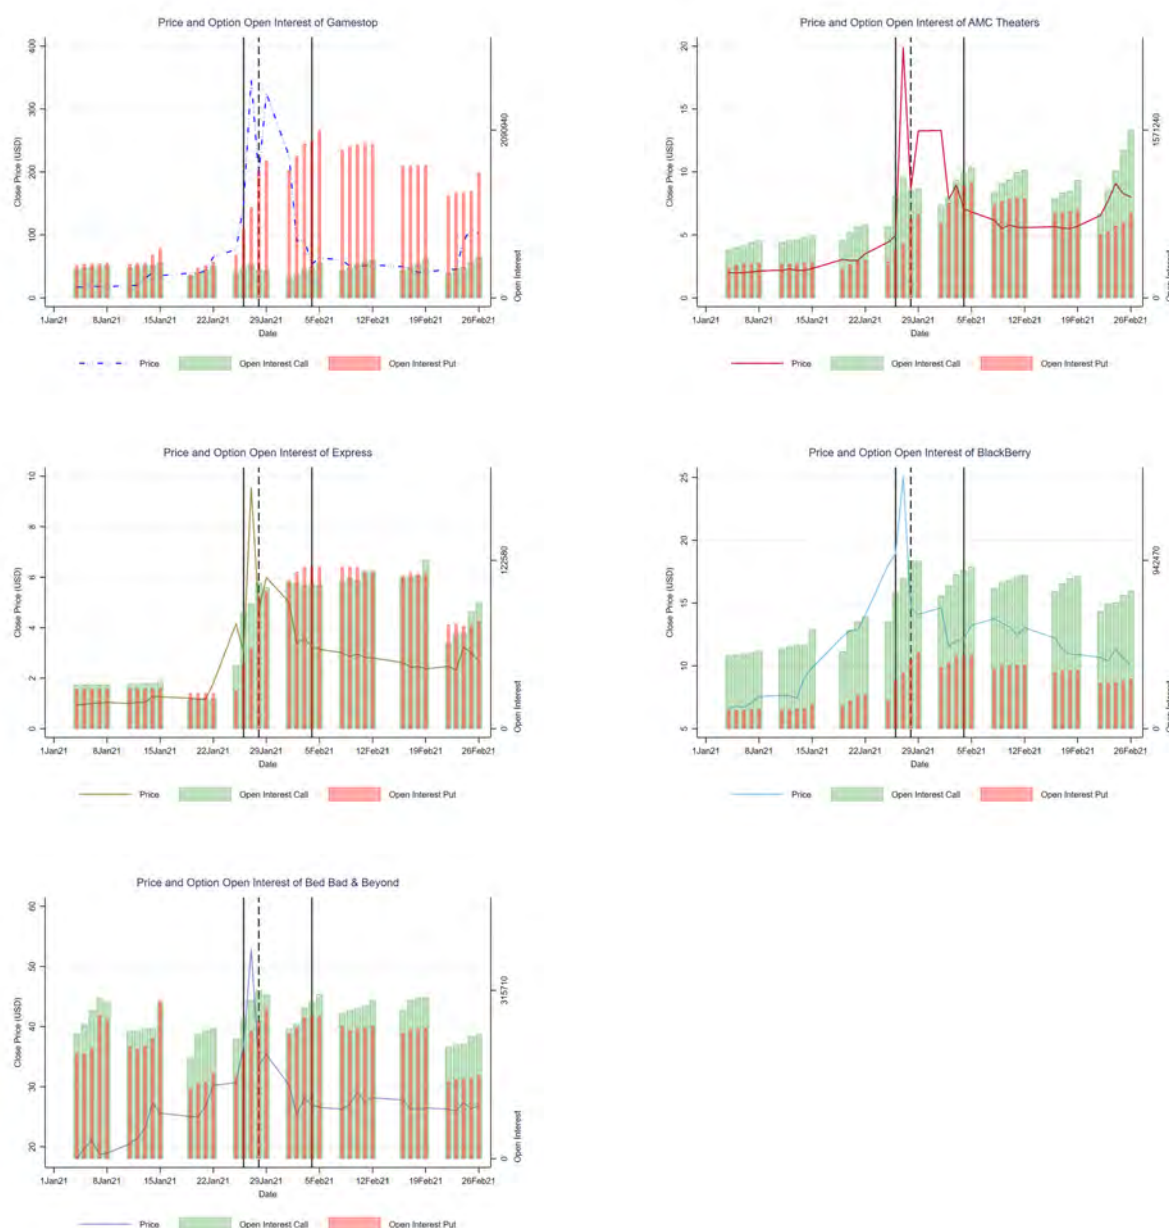 Price and Option Open Interest of Gamestop
400
300
200
100
0
Close Price (USD)
2090940
0
Open Interest
1Jan21 8Jan21 15Jan21 22Jan21 29Jan21 5Feb21 12Feb21 19Feb21 26Feb21
Date
Price Open Interest Call Open Interest Put
Price and Option Open Interest of AMC Theaters
20
15
10
5
0
Close Price (USD)
1571240
0
Open Interest
1Jan21 8Jan21 15Jan21 22Jan21 29Jan21 5Feb21 12Feb21 19Feb21 26Feb21
Date
Price Open Interest Call Open Interest Put
Price and Option Open Interest of Express
10
8
6
4
2
0
Close Price (USD)
122580
0
Open Interest
1Jan21 8Jan21 15Jan21 22Jan21 29Jan21 5Feb21 12Feb21 19Feb21 26Feb21
Date
Price Open Interest Call Open Interest Put
Price and Option Open Interest of BlackBerry
25
20
15
10
5
Close Price (USD)
942470
0
Open Interest
1Jan21 8Jan21 15Jan21 22Jan21 29Jan21 5Feb21 12Feb21 19Feb21 26Feb21
Date
Price Open Interest Call Open Interest Put
Price and Option Open Interest of Bed Bad & Beyond
60
50
40
30
20
Close Price (USD)
315710
0
Open Interest
1Jan21 8Jan21 15Jan21 22Jan21 29Jan21 5Feb21 12Feb21 19Feb21 26Feb21
Date
Price Open Interest Call Open Interest Put